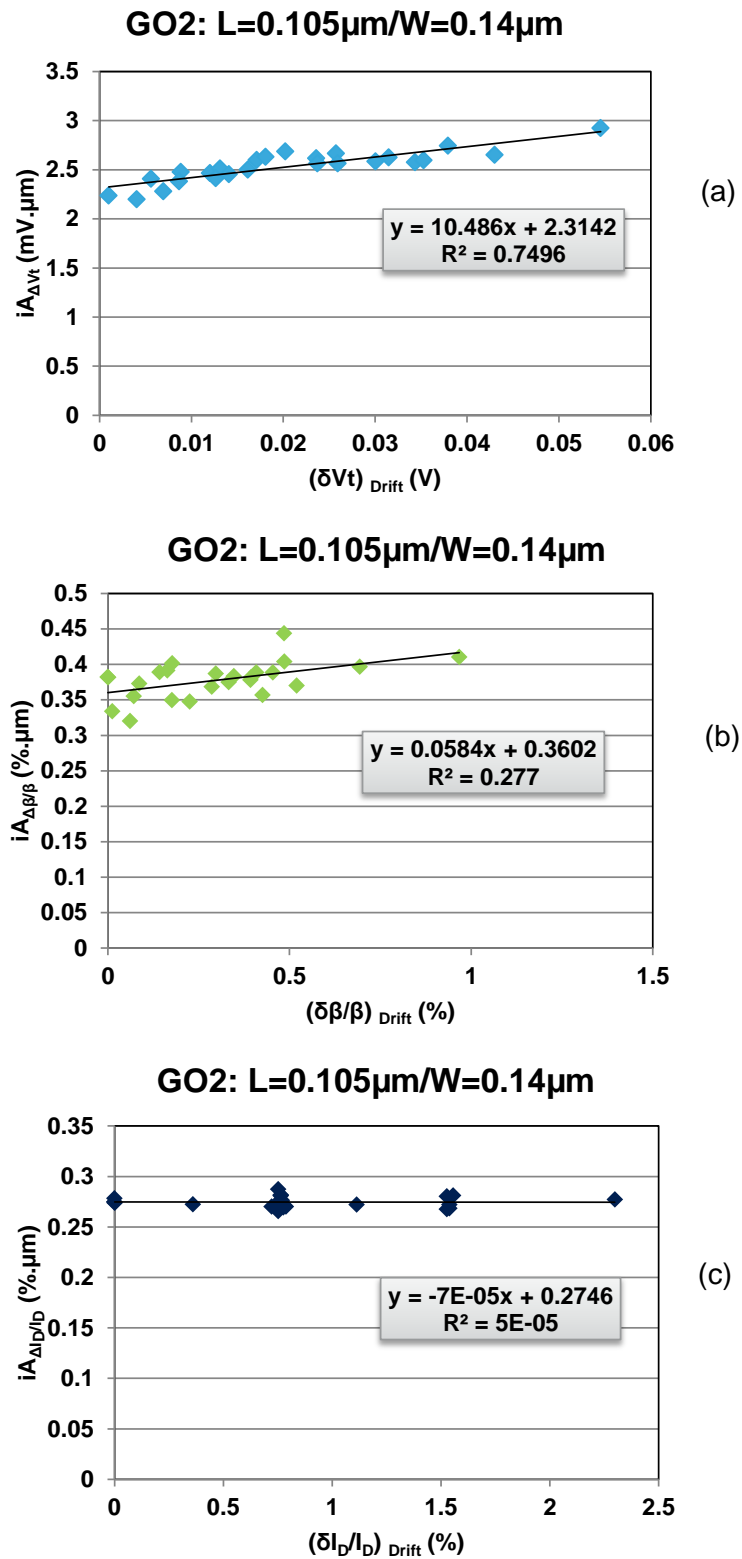 GO2: L=0.105µm/W=0.14µm
3.5
3
2.5
2
1.5
1
0.5
0
iA_ΔVt (mV.µm)
y = 10.486x + 2.3142
R² = 0.7496
(a)
0 0.01 0.02 0.03 0.04 0.05 0.06
(δVt) Drift (V)
GO2: L=0.105µm/W=0.14µm
0.5
0.45
0.4
0.35
0.3
0.25
0.2
0.15
0.1
0.05
0
iA_Δβ/β (%.µm)
y = 0.0584x + 0.3602
R² = 0.277
(b)
0 0.5 1 1.5
(δβ/β) Drift (%)
GO2: L=0.105µm/W=0.14µm
0.35
0.3
0.25
0.2
0.15
0.1
0.05
0
iA_ΔI_D/I_D (%.µm)
y = -7E-05x + 0.2746
R² = 5E-05
(c)
0 0.5 1 1.5 2 2.5
(δI_D/I_D) Drift (%)